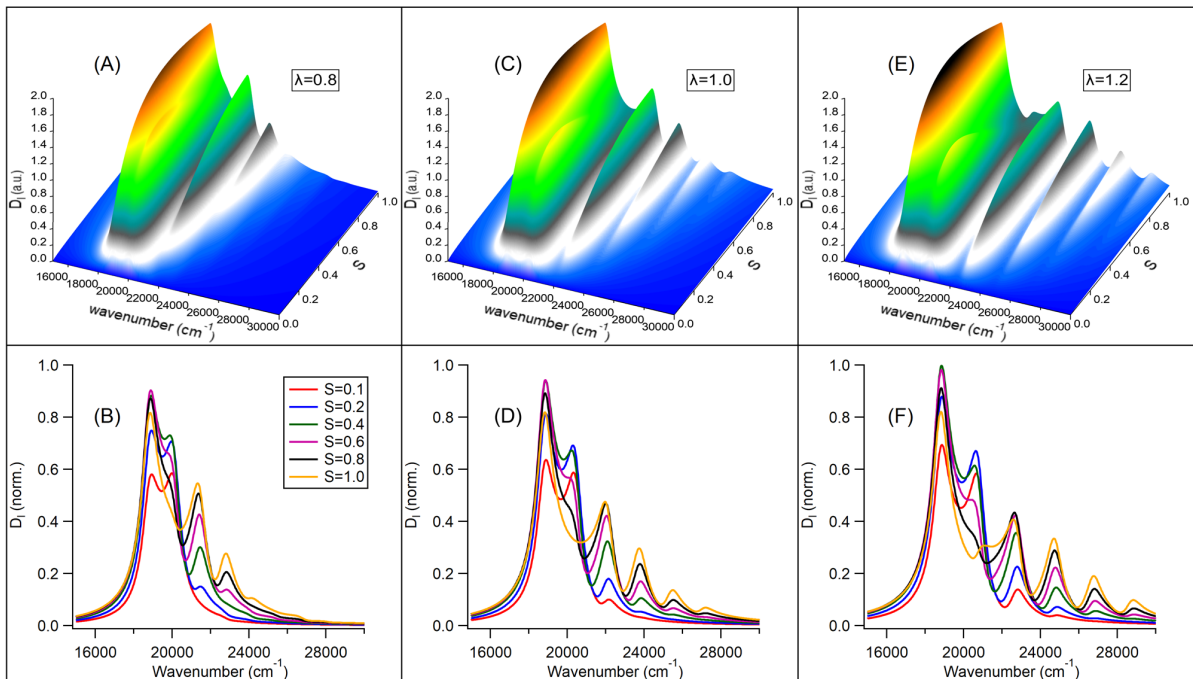 (A)
λ=0.8
2.0
1.8
1.6
1.4
1.2
1.0
0.8
0.6
0.4
0.2
0.0
D_I (a.u.)
16000
18000
20000
22000
24000
26000
28000
30000
wavenumber (cm⁻¹)
0.0
0.2
0.4
0.6
0.8
1.0
S
(C)
λ=1.0
2.0
1.8
1.6
1.4
1.2
1.0
0.8
0.6
0.4
0.2
0.0
D_I (a.u.)
16000
18000
20000
22000
24000
26000
28000
30000
wavenumber (cm⁻¹)
0.0
0.2
0.4
0.6
0.8
1.0
S
(E)
λ=1.2
2.0
1.8
1.6
1.4
1.2
1.0
0.8
0.6
0.4
0.2
0.0
D_I (a.u.)
16000
18000
20000
22000
24000
26000
28000
30000
wavenumber (cm⁻¹)
0.0
0.2
0.4
0.6
0.8
1.0
S
(B)
S=0.1
S=0.2
S=0.4
S=0.6
S=0.8
S=1.0
1.0
0.8
0.6
0.4
0.2
0.0
D_I (norm.)
16000 20000 24000 28000
Wavenumber (cm⁻¹)
(D)
1.0
0.8
0.6
0.4
0.2
0.0
D_I (norm.)
16000 20000 24000 28000
Wavenumber (cm⁻¹)
(F)
1.0
0.8
0.6
0.4
0.2
0.0
D_I (norm.)
16000 20000 24000 28000
Wavenumber (cm⁻¹)